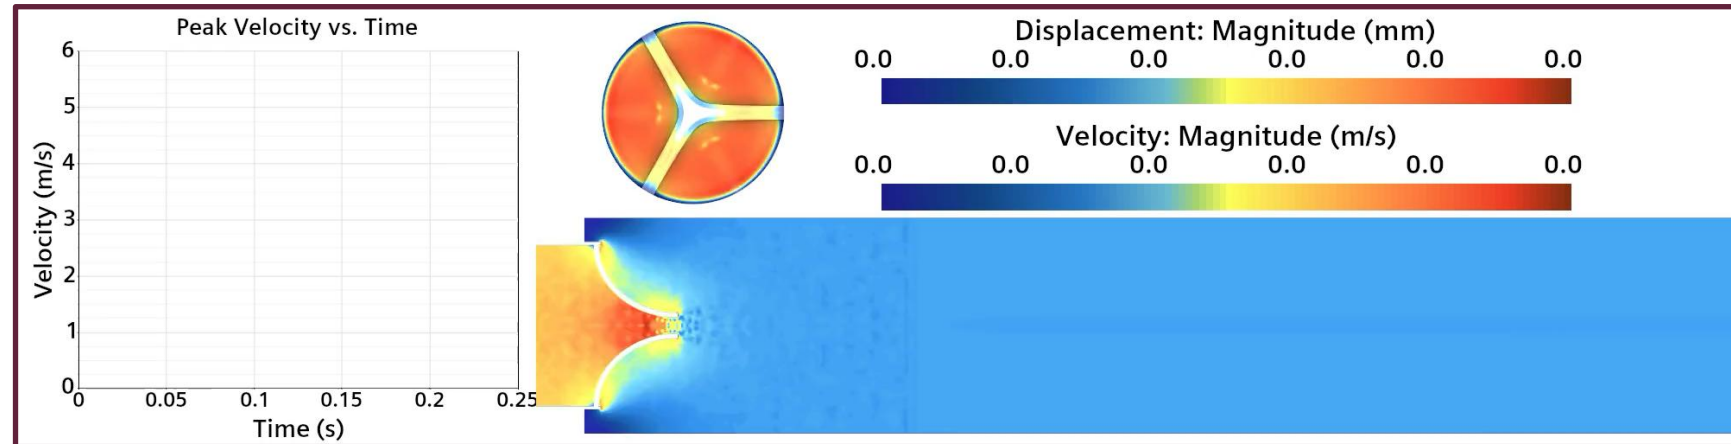 Peak Velocity vs. Time
6
5
4
3
2
1
0
Velocity (m/s)
0 0.05 0.1 0.15 0.2 0.25
Time (s)
Displacement: Magnitude (mm)
0.0 0.0 0.0 0.0 0.0 0.0
Velocity: Magnitude (m/s)
0.0 0.0 0.0 0.0 0.0 0.0